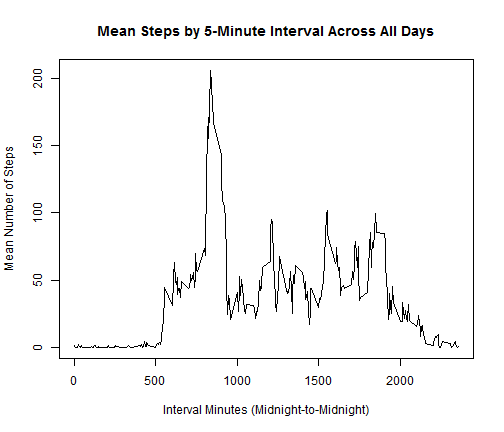 Mean Steps by 5-Minute Interval Across All Days
Mean Number of Steps
200
150
100
50
0
0 500 1000 1500 2000
Interval Minutes (Midnight-to-Midnight)